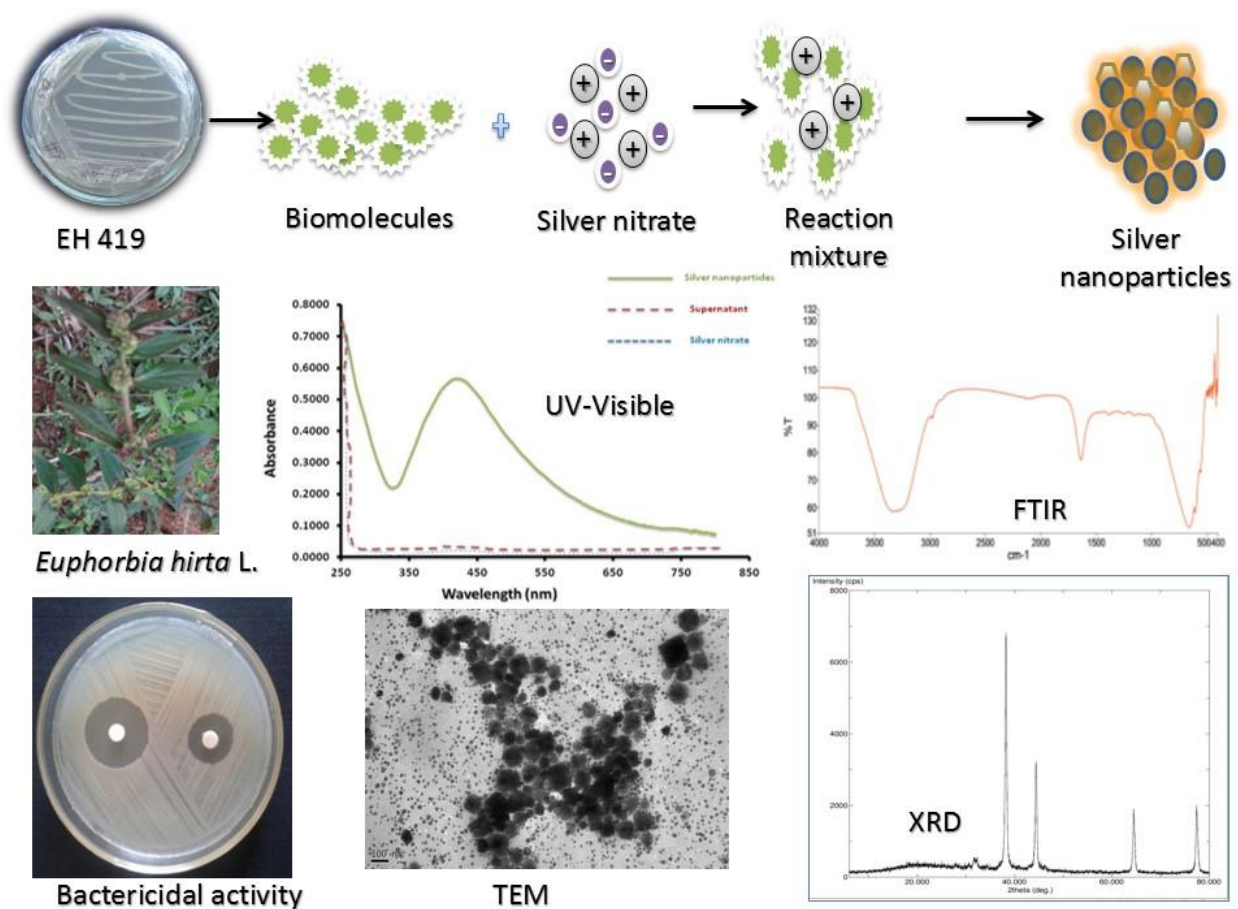 EH 419
Biomolecules
+
Silver nitrate
Reaction
mixture
Silver
nanoparticles
+
+
+
+
-
-
-
-
-
+
+
+
Euphorbia hirta L.
Silver nanoparticles
Supernatant
Silver nitrate
UV-Visible
Absorbance
0.8000
0.7000
0.6000
0.5000
0.4000
0.3000
0.2000
0.1000
0.0000
250 350 450 550 650 750 850
Wavelength (nm)
132
130
120
110
100
90
80
70
60
51
%T
FTIR
4000 3500 3000 2500 2000 1500 1000 500400
cm-1
Bactericidal activity
TEM
Intensity (cps)
8000
6000
4000
2000
0
XRD
20.000 40.000 60.000 80.000
2theta (deg.)